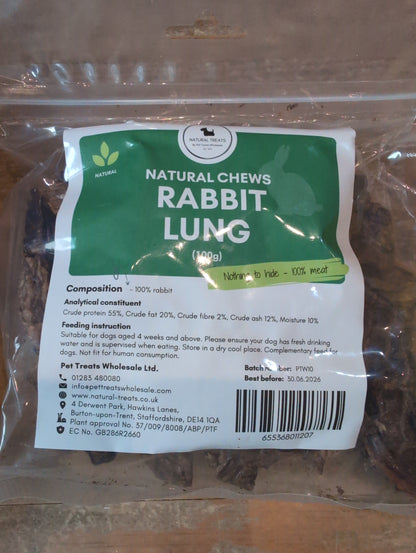 NATURAL TREATS
NATURAL
NATURAL CHEWS
RABBIT
LUNG
(100g)
Nothing to hide - 100% meat
Composition - 100% rabbit
Analytical constituent
Crude protein 55%, Crude fat 20%, Crude fibre 2%, Crude ash 12%, Moisture 10%
Feeding instruction
Suitable for dogs aged 4 weeks and above. Please ensure your dog has fresh
drinking water and is supervised when eating. Store in a dry cool place. Complementary feed for
dogs. Not fit for human consumption.
Pet Treats Wholesale Ltd.
01283 480080
info@pettreatswholesale.com
www.natural-treats.co.uk
4 Derwent Park, Hawkins Lanes,
Burton-upon-Trent, Staffordshire, DE14 1QA
Plant approval No. 37/009/8008/ABP/PTF
EC No. GB286R2660
Batch number: PTW10
Best before: 30.06.2026
655368011207